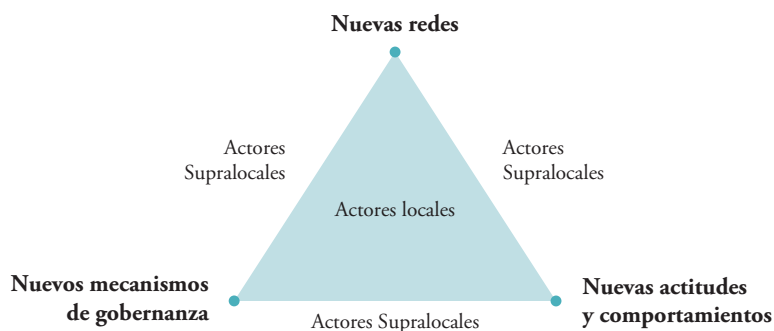 Nuevas redes
Actores
Supralocales
Actores
Supralocales
Actores locales
Nuevos mecanismos
de gobernanza
Nuevas actitudes
y comportamientos
Actores Supralocales